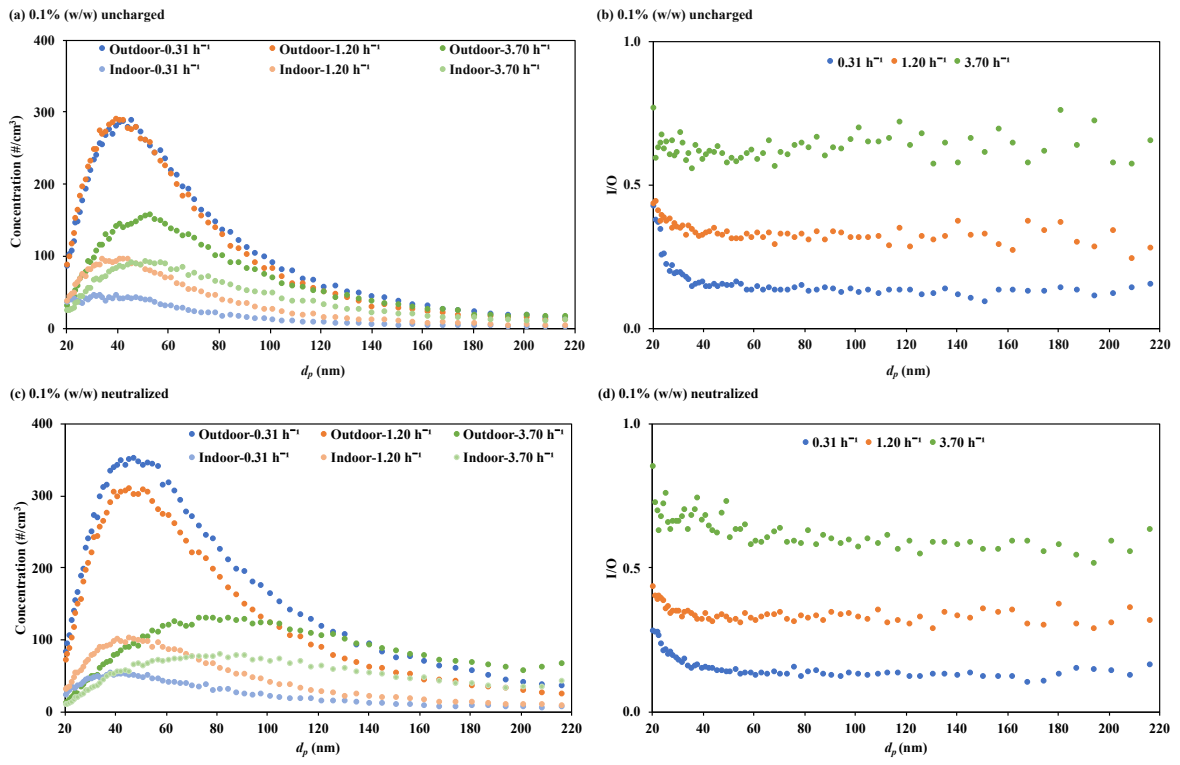 (a) 0.1% (w/w) uncharged
400
300
200
100
0
Concentration (#/cm³)
Outdoor-0.31 h⁻¹ Outdoor-1.20 h⁻¹ Outdoor-3.70 h⁻¹
Indoor-0.31 h⁻¹ Indoor-1.20 h⁻¹ Indoor-3.70 h⁻¹
20 40 60 80 100 120 140 160 180 200 220
dp (nm)
(b) 0.1% (w/w) uncharged
1.0
0.5
0.0
I/O
0.31 h⁻¹ 1.20 h⁻¹ 3.70 h⁻¹
20 40 60 80 100 120 140 160 180 200 220
dp (nm)
(c) 0.1% (w/w) neutralized
400
300
200
100
0
Concentration (#/cm³)
Outdoor-0.31 h⁻¹ Outdoor-1.20 h⁻¹ Outdoor-3.70 h⁻¹
Indoor-0.31 h⁻¹ Indoor-1.20 h⁻¹ Indoor-3.70 h⁻¹
20 40 60 80 100 120 140 160 180 200 220
dp (nm)
(d) 0.1% (w/w) neutralized
1.0
0.5
0.0
I/O
0.31 h⁻¹ 1.20 h⁻¹ 3.70 h⁻¹
20 40 60 80 100 120 140 160 180 200 220
dp (nm)